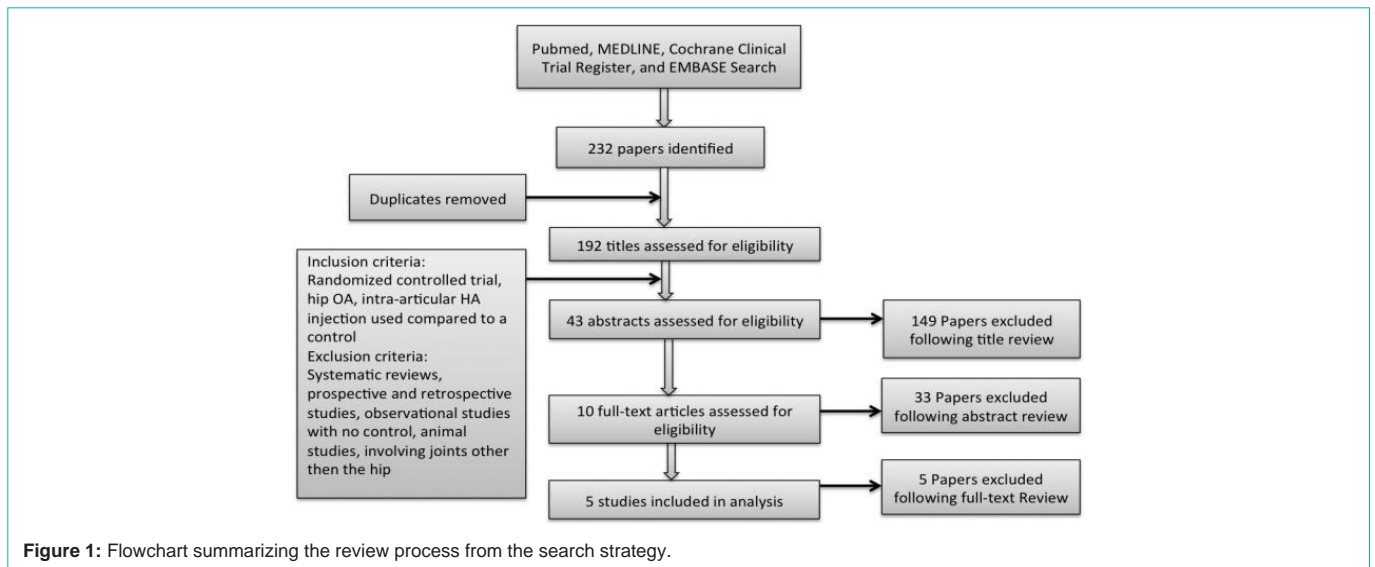 Pubmed, MEDLINE, Cochrane Clinical
Trial Register, and EMBASE Search
232 papers identified
Duplicates removed
192 titles assessed for eligibility
Inclusion criteria:
Randomized controlled trial,
hip OA, intra-articular HA
injection used compared to a
control
Exclusion criteria:
Systematic reviews,
prospective and retrospective
studies, observational studies
with no control, animal
studies, involving joints other
then the hip
43 abstracts assessed for eligibility
149 Papers excluded
following title review
10 full-text articles assessed for
eligibility
33 Papers excluded
following abstract review
5 studies included in analysis
5 Papers excluded
following full-text Review
Figure 1: Flowchart summarizing the review process from the search strategy.